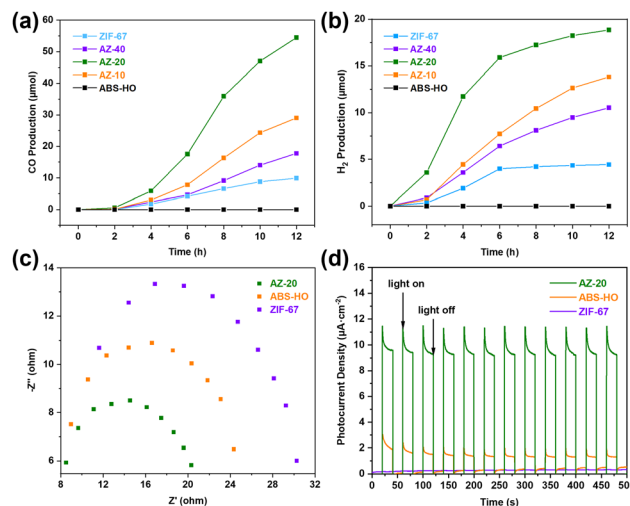 (a)
ZIF-67
AZ-40
AZ-20
AZ-10
ABS-HO
CO Production (μmol)
60
50
40
30
20
10
0
0 2 4 6 8 10 12
Time (h)
(b)
ZIF-67
AZ-40
AZ-20
AZ-10
ABS-HO
H₂ Production (μmol)
20
15
10
5
0
0 2 4 6 8 10 12
Time (h)
(c)
AZ-20
ABS-HO
ZIF-67
-Z'' (ohm)
14
12
10
8
6
8 12 16 20 24 28 32
Z' (ohm)
(d)
light on
light off
AZ-20
ABS-HO
ZIF-67
Photocurrent Density (μA·cm⁻²)
16
14
12
10
8
6
4
2
0
0 50 100 150 200 250 300 350 400 450 500
Time (s)